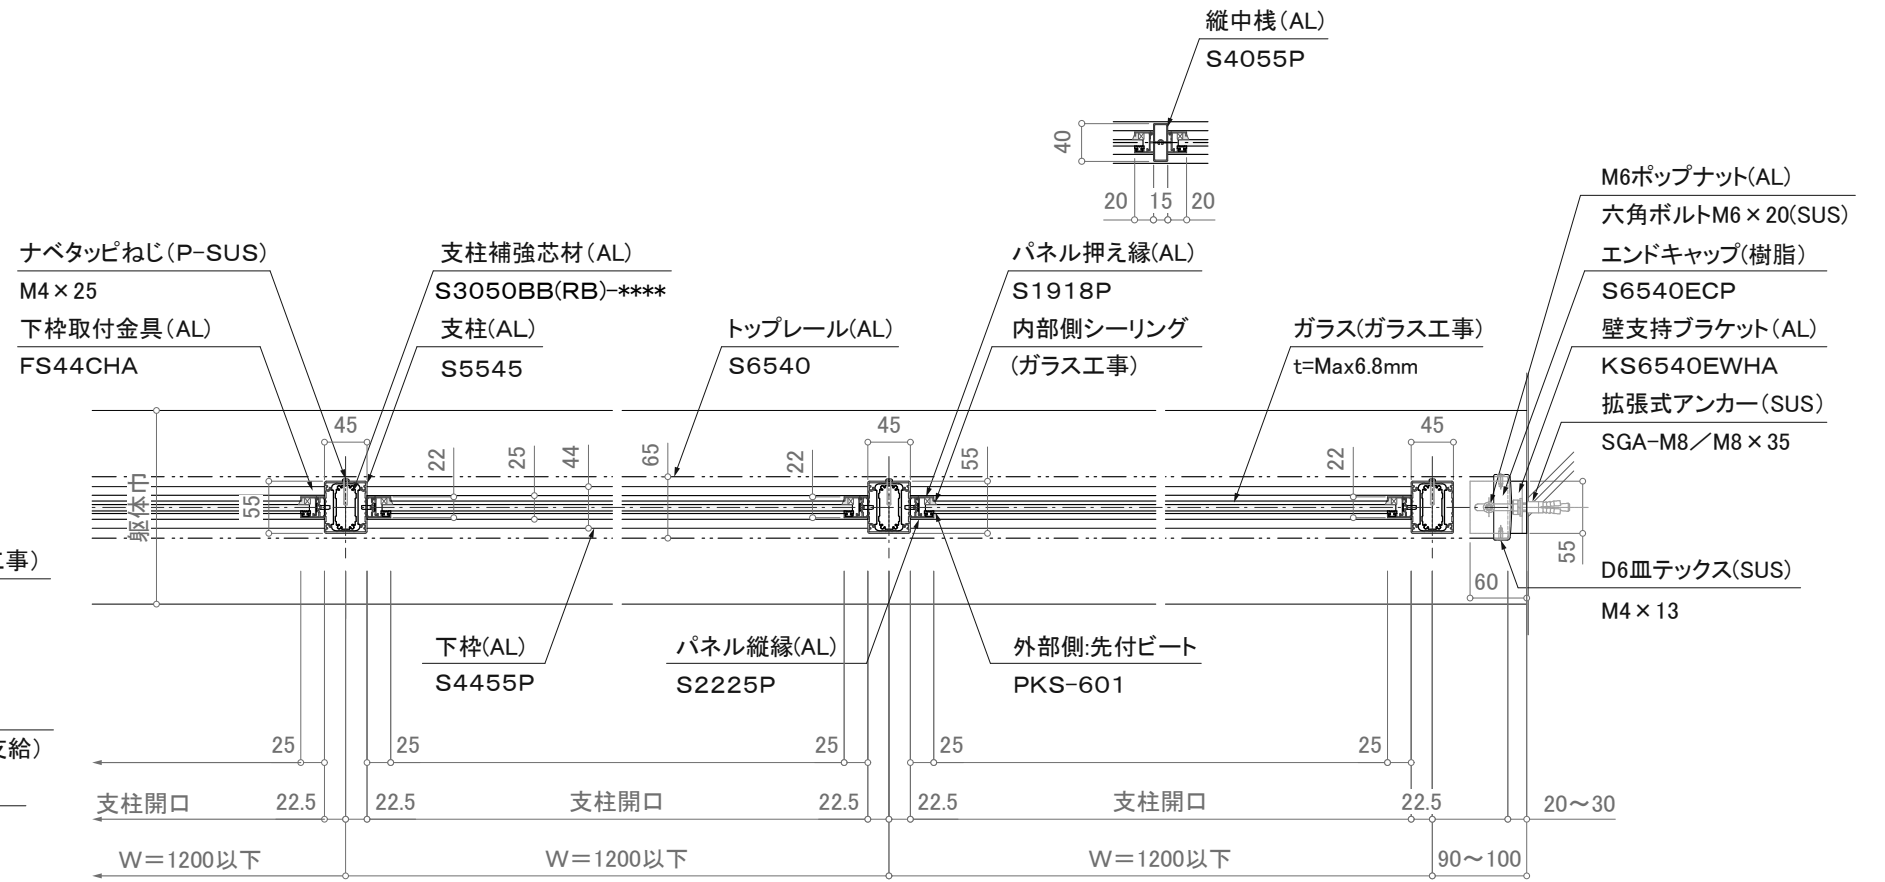 縦中桟(AL)
S4055P
40
20
15
20
M6ポップナット(AL)
六角ボルトM6×20(SUS)
エンドキャップ(樹脂)
S6540ECP
壁支持ブラケット(AL)
KS6540EWHA
拡張式アンカー(SUS)
SGA-M8/M8×35
ナベタッピねじ(P-SUS)
M4×25
下枠取付金具(AL)
FS44CHA
支柱補強芯材(AL)
S3050BB(RB)-****
支柱(AL)
S5545
トップレール(AL)
S6540
パネル押え縁(AL)
S1918P
内部側シーリング
(ガラス工事)
ガラス(ガラス工事)
t=Max6.8mm
45
45
45
22
25
44
65
22
55
22
躯体巾
55
55
60
D6皿テックス(SUS)
M4×13
工事)
下枠(AL)
S4455P
パネル縦縁(AL)
S2225P
外部側:先付ビート
PKS-601
支給)
25
25
25
25
25
支柱開口
22.5
22.5
支柱開口
22.5
22.5
支柱開口
22.5
20～30
W=1200以下
W=1200以下
W=1200以下
90～100